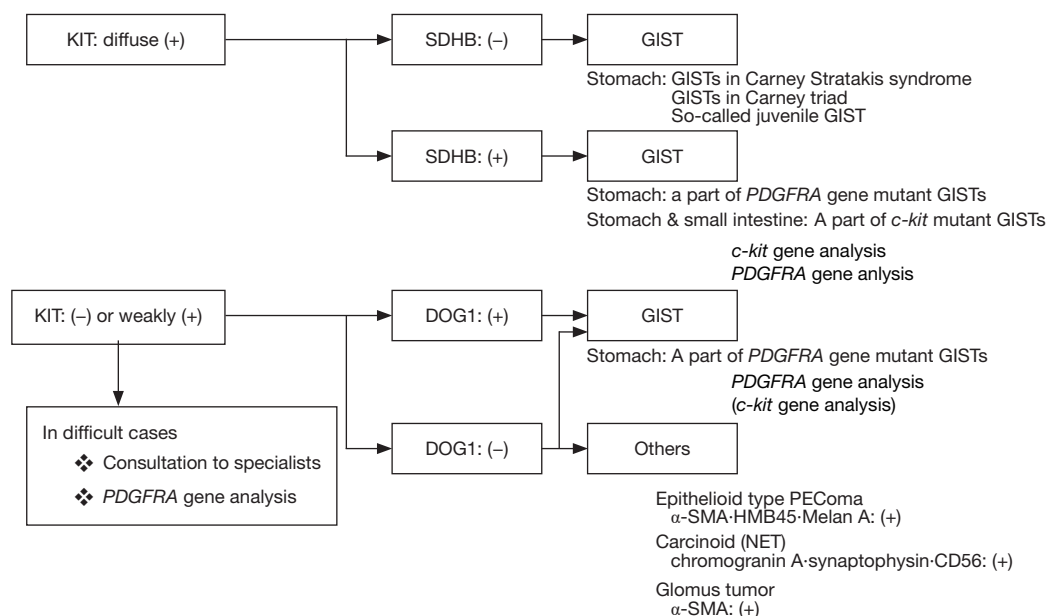 KIT: diffuse (+)
SDHB: (–)
GIST
Stomach: GISTs in Carney Stratakis syndrome
GISTs in Carney triad
So-called juvenile GIST
SDHB: (+)
GIST
Stomach: a part of PDGFRA gene mutant GISTs
Stomach & small intestine: A part of c-kit mutant GISTs
c-kit gene analysis
PDGFRA gene anlysis
KIT: (–) or weakly (+)
DOG1: (+)
GIST
Stomach: A part of PDGFRA gene mutant GISTs
PDGFRA gene analysis
(c-kit gene analysis)
In difficult cases
❖ Consultation to specialists
❖ PDGFRA gene analysis
DOG1: (–)
Others
Epithelioid type PEComa
α-SMA·HMB45·Melan A: (+)
Carcinoid (NET)
chromogranin A·synaptophysin·CD56: (+)
Glomus tumor
α-SMA: (+)